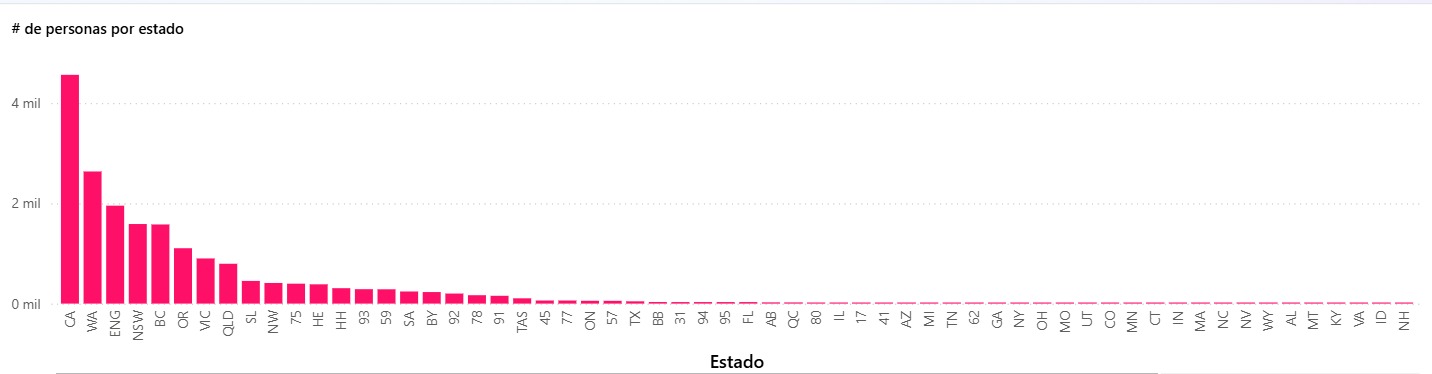 # de personas por estado
4 mil
2 mil
0 mil
CA WA ENG NSW BC OR VIC QLD SL NW 75 HE HH 93 59 SA BY 92 78 91 TAS 45 77 ON 57 TX BB 31 94 95 FL AB QC 80 IL 17 41 AZ MI TN 62 GA NY OH MO UT CO MN CT IN MA NC NV WY AL MT KY VA ID NH
Estado